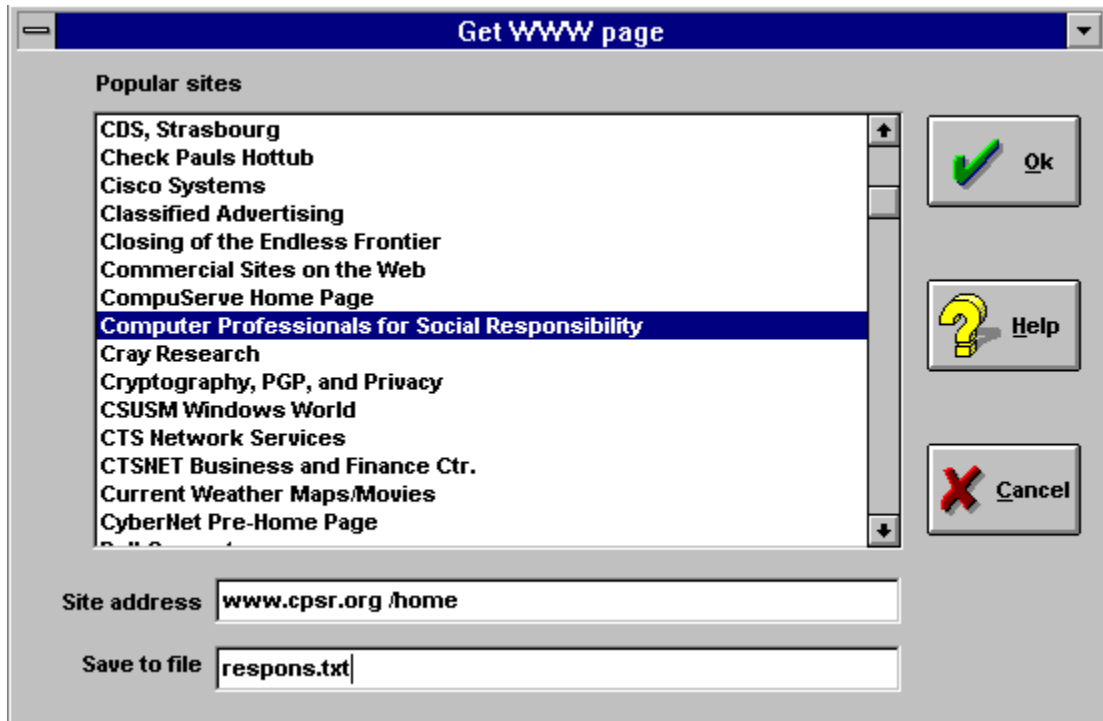 Get WWW page
Popular sites
CDS, Strasbourg
Check Pauls Hottub
Cisco Systems
Classified Advertising
Closing of the Endless Frontier
Commercial Sites on the Web
CompuServe Home Page
Computer Professionals for Social Responsibility
Cray Research
Cryptography, PGP, and Privacy
CSUSM Windows World
CTS Network Services
CTSNET Business and Finance Ctr.
Current Weather Maps/Movies
CyberNet Pre-Home Page
Ok
Help
Cancel
Site address www.cpsr.org /home
Save to file respons.txt